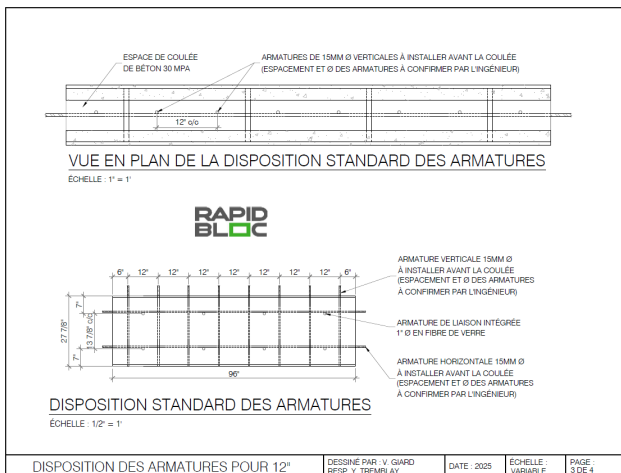 ESPACE DE COULÉE
DE BÉTON 30 MPA
ARMATURES DE 15MM Ø VERTICALES À INSTALLER AVANT LA COULÉE
(ESPACEMENT ET Ø DES ARMATURES À CONFIRMER PAR L'INGÉNIEUR)
12" c/c
VUE EN PLAN DE LA DISPOSITION STANDARD DES ARMATURES
ÉCHELLE : 1" = 1'
RAPID
BLOC
6" 12" 12" 12" 12" 12" 12" 12" 6"
ARMATURE VERTICALE 15MM Ø
À INSTALLER AVANT LA COULÉE
(ESPACEMENT ET Ø DES ARMATURES
À CONFIRMER PAR L'INGÉNIEUR)
27 7/8"
7"
13 7/8" c/c
7"
ARMATURE DE LIAISON INTÉGRÉE
1" Ø EN FIBRE DE VERRE
ARMATURE HORIZONTALE 15MM Ø
À INSTALLER AVANT LA COULÉE
(ESPACEMENT ET Ø DES ARMATURES
À CONFIRMER PAR L'INGÉNIEUR)
96"
DISPOSITION STANDARD DES ARMATURES
ÉCHELLE : 1/2" = 1'
DISPOSITION DES ARMATURES POUR 12"
DESSINÉ PAR : V. GIARD
RESP. Y. TREMBLAY
DATE : 2025
ÉCHELLE :
VARIABLE
PAGE :
3 DE 4